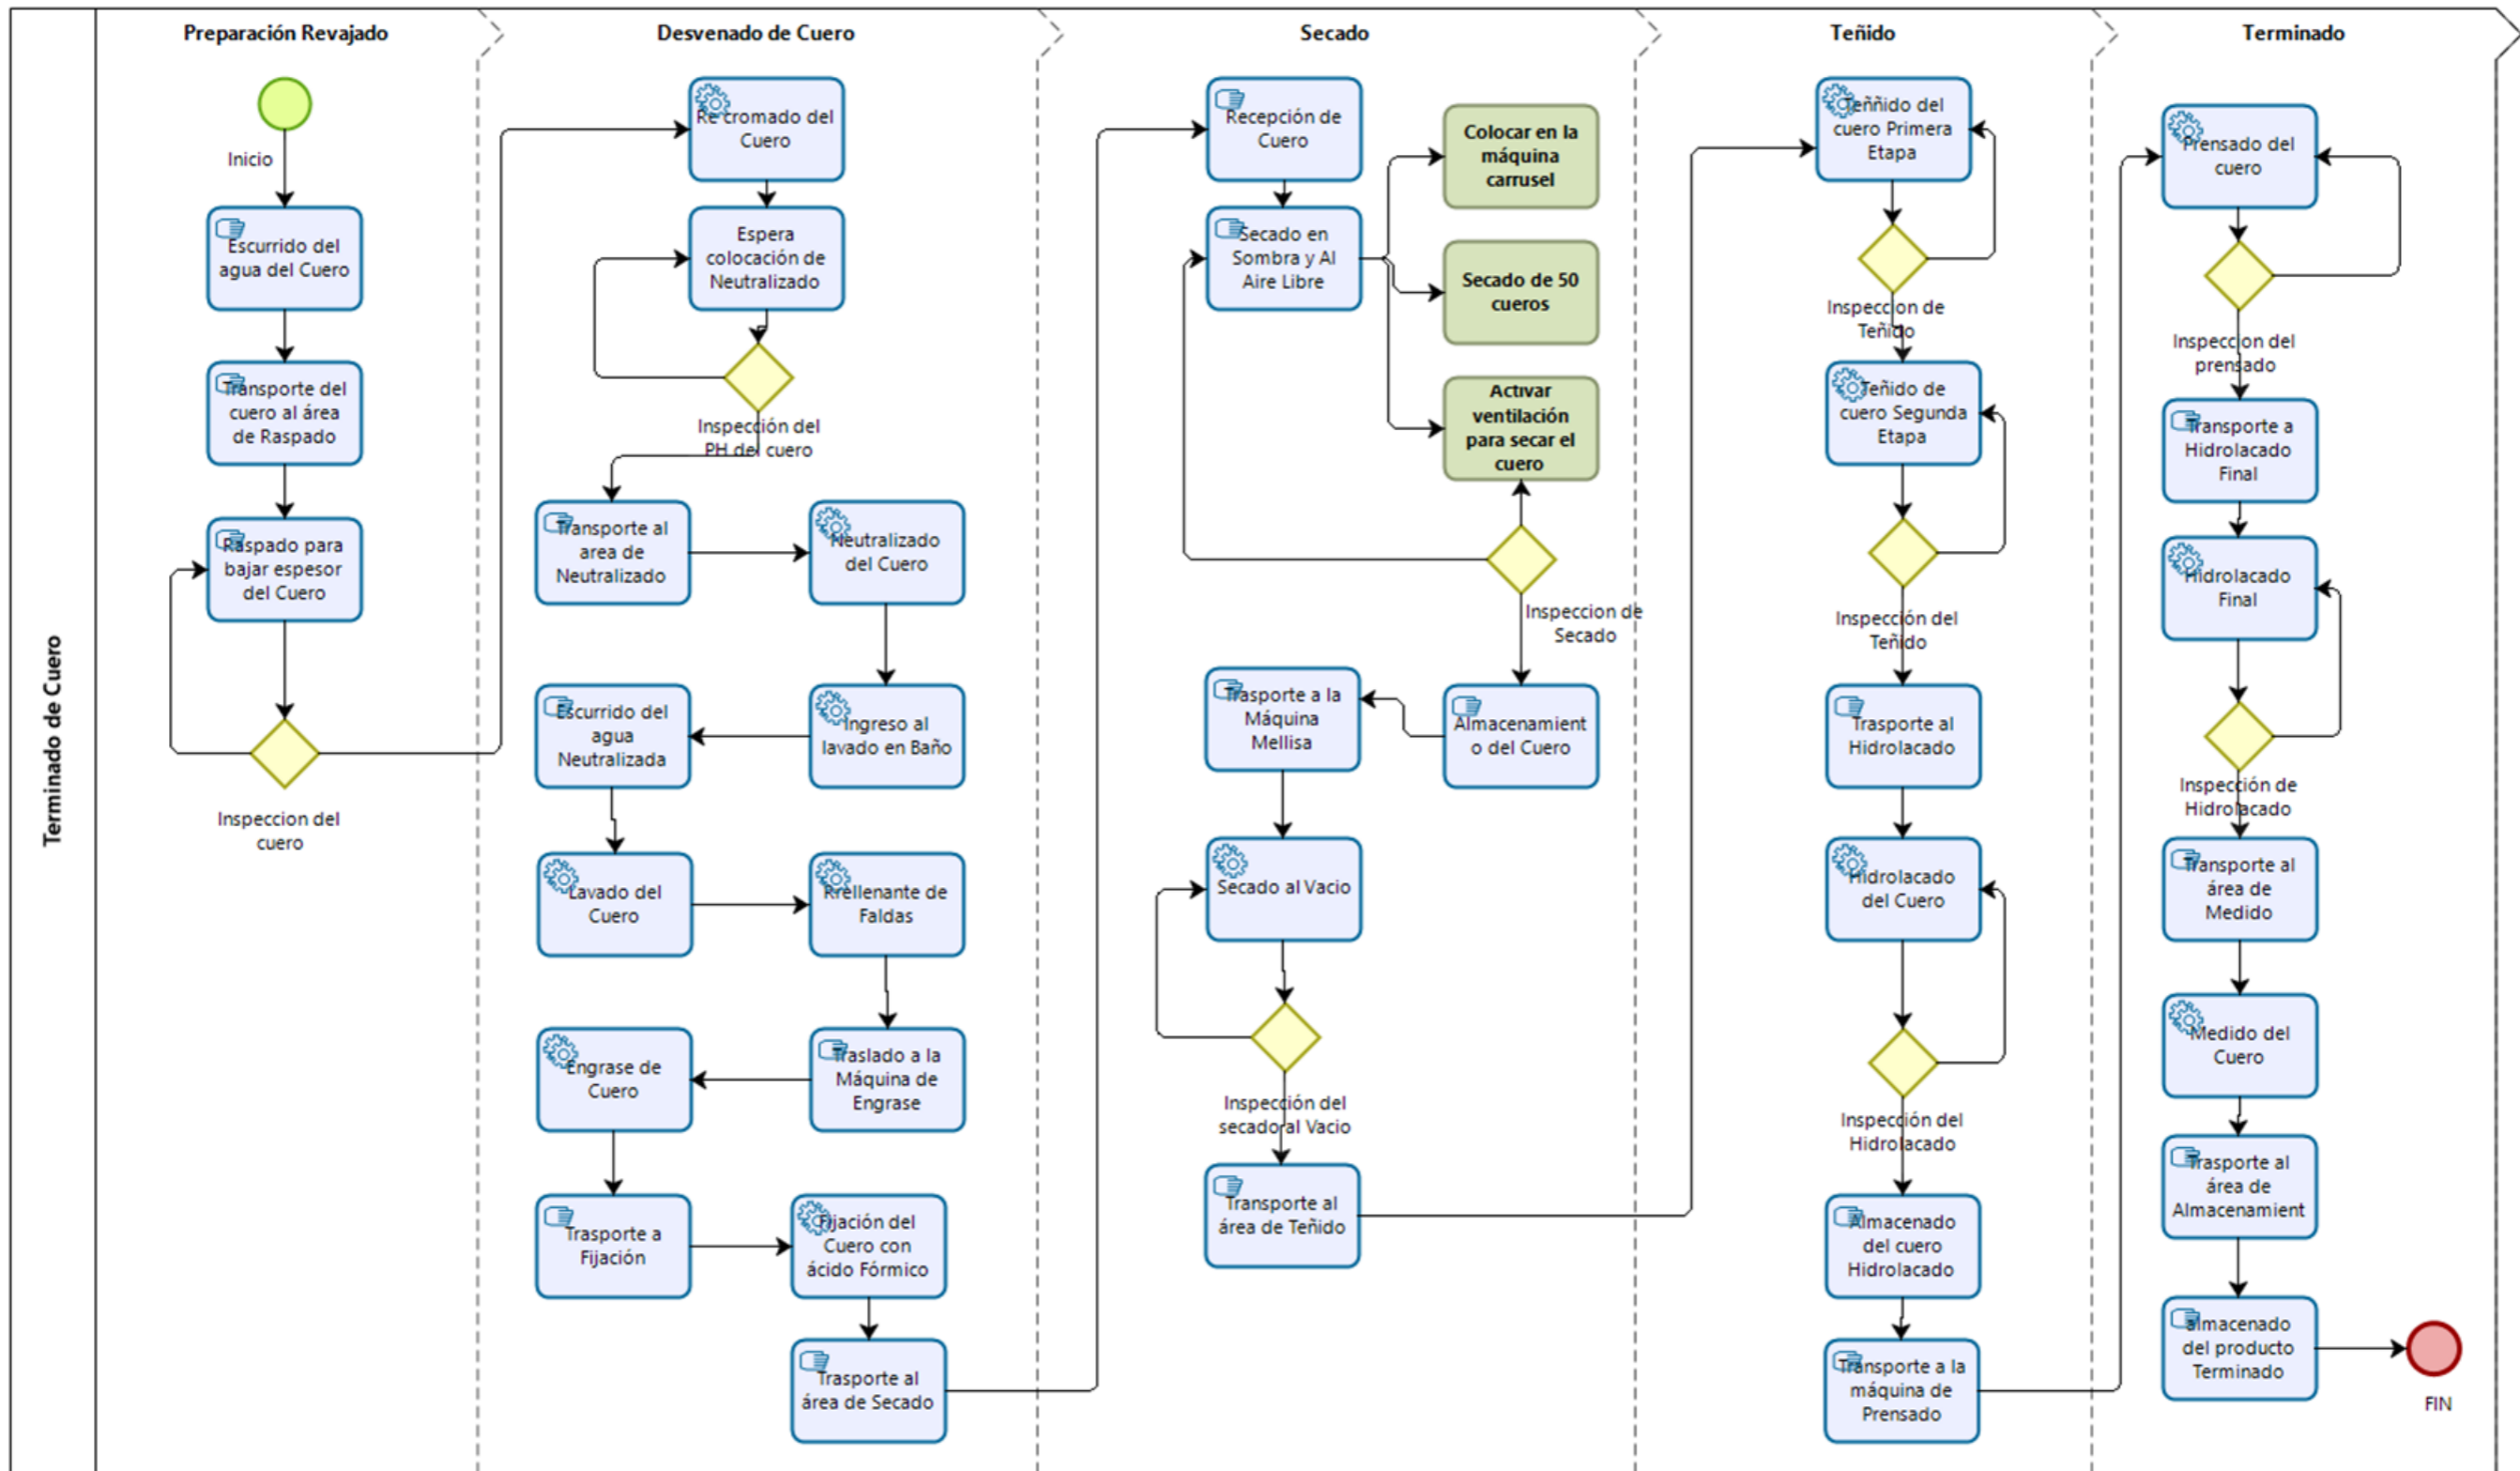 Terminado de Cuero
Preparación Revajado
Inicio
Escurrido del
agua del Cuero
Transporte del
cuero al área
de Raspado
Raspado para
bajar espesor
del Cuero
Inspeccion del
cuero
Desvenado de Cuero
Re cromado del
Cuero
Espera
colocación de
Neutralizado
Inspección del
PH del cuero
Transporte al
area de
Neutralizado
Neutralizado
del Cuero
Ingreso al
lavado en Baño
Escurrido del
agua
Neutralizada
Lavado del
Cuero
Rrellenante de
Faldas
Traslado a la
Máquina de
Engrase
Engrase de
Cuero
Trasporte a
Fijación
Fijación del
Cuero con
ácido Fórmico
Trasporte al
área de Secado
Secado
Recepción de
Cuero
Secado en
Sombra y Al
Aire Libre
Colocar en la
máquina
carrusel
Secado de 50
cueros
Activar
ventilación
para secar el
cuero
Inspeccion de
Secado
Almacenamient
o del Cuero
Trasporte a la
Máquina
Mellisa
Secado al Vacio
Inspección del
secado al Vacio
Transporte al
área de Teñido
Teñido
Teññido del
cuero Primera
Etapa
Inspeccion de
Teñido
Teñido de
cuero Segunda
Etapa
Inspección del
Teñido
Trasporte al
Hidrolacado
Hidrolacado
del Cuero
Inspección del
Hidrolacado
Almacenado
del cuero
Hidrolacado
Transporte a la
máquina de
Prensado
Terminado
Prensado del
cuero
Inspeccion del
prensado
Transporte a
Hidrolacado
Final
Hidrolacado
Final
Inspección de
Hidrolacado
Transporte al
área de
Medido
Medido del
Cuero
Trasporte al
área de
Almacenamient
almacenado
del producto
Terminado
FIN